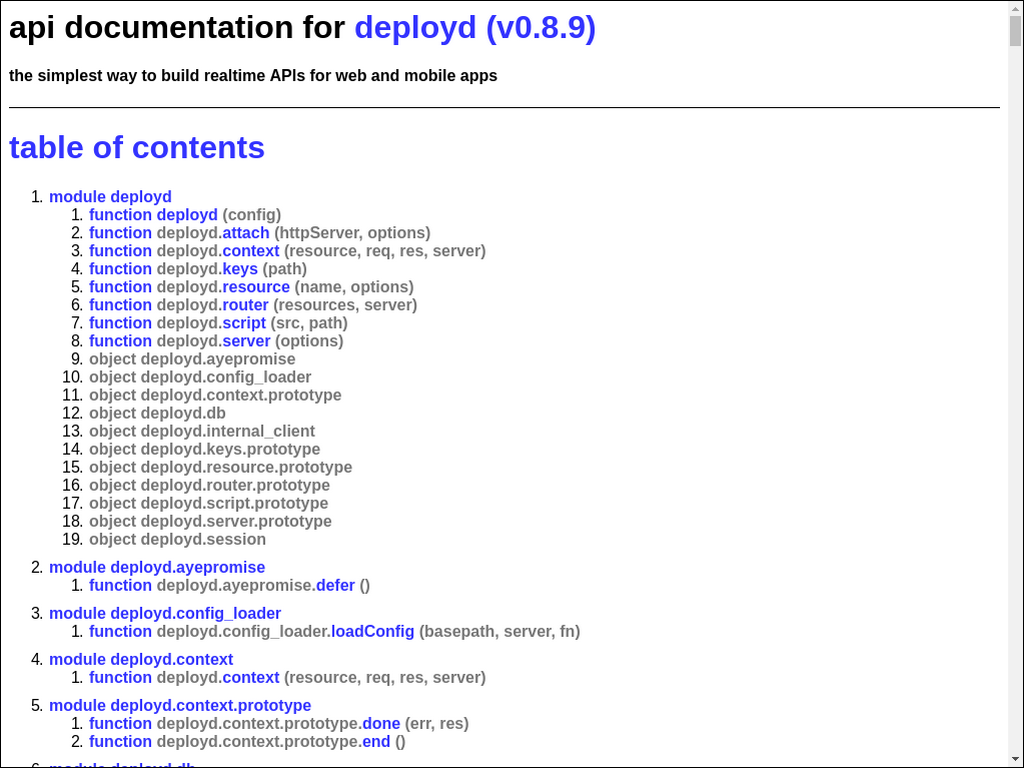 api documentation for deployd (v0.8.9)
the simplest way to build realtime APIs for web and mobile apps
table of contents
1. module deployd
1. function deployd (config)
2. function deployd.attach (httpServer, options)
3. function deployd.context (resource, req, res, server)
4. function deployd.keys (path)
5. function deployd.resource (name, options)
6. function deployd.router (resources, server)
7. function deployd.script (src, path)
8. function deployd.server (options)
9. object deployd.ayepromise
10. object deployd.config_loader
11. object deployd.context.prototype
12. object deployd.db
13. object deployd.internal_client
14. object deployd.keys.prototype
15. object deployd.resource.prototype
16. object deployd.router.prototype
17. object deployd.script.prototype
18. object deployd.server.prototype
19. object deployd.session
2. module deployd.ayepromise
1. function deployd.ayepromise.defer ()
3. module deployd.config_loader
1. function deployd.config_loader.loadConfig (basepath, server, fn)
4. module deployd.context
1. function deployd.context (resource, req, res, server)
5. module deployd.context.prototype
1. function deployd.context.prototype.done (err, res)
2. function deployd.context.prototype.end ()
6. module deployd.db